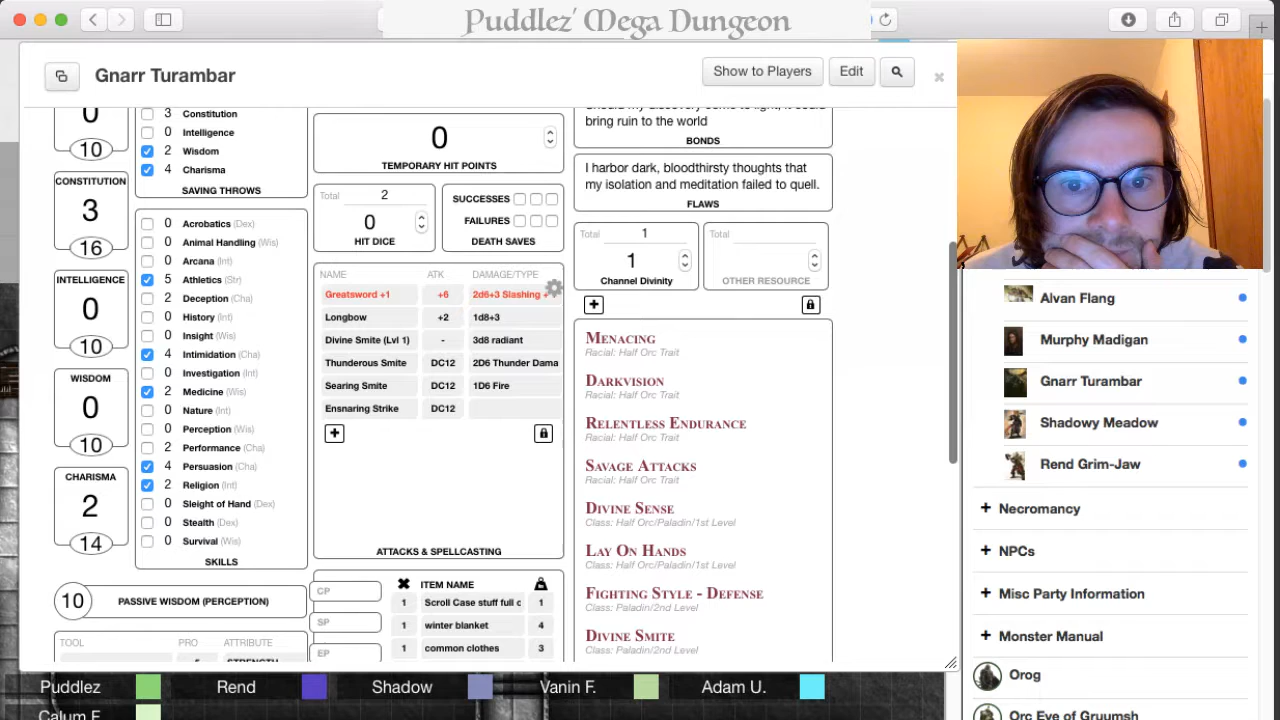 Puddlez' Mega Dungeon
Gnarr Turambar
Show to Players
Edit
0
10
3 Constitution
0 Intelligence
2 Wisdom
4 Charisma
SAVING THROWS
CONSTITUTION
3
16
INTELLIGENCE
0
10
WISDOM
0
10
CHARISMA
2
14
0 Acrobatics (Dex)
0 Animal Handling (Wis)
0 Arcana (Int)
5 Athletics (Str)
2 Deception (Cha)
0 History (Int)
0 Insight (Wis)
4 Intimidation (Cha)
0 Investigation (Int)
2 Medicine (Wis)
0 Nature (Int)
0 Perception (Wis)
2 Performance (Cha)
4 Persuasion (Cha)
2 Religion (Int)
0 Sleight of Hand (Dex)
0 Stealth (Dex)
0 Survival (Wis)
SKILLS
10 PASSIVE WISDOM (PERCEPTION)
TOOL PRO ATTRIBUTE
0
TEMPORARY HIT POINTS
Total 2
0
HIT DICE
SUCCESSES
FAILURES
DEATH SAVES
NAME ATK DAMAGE/TYPE
Greatsword +1 +6 2d6+3 Slashing +
Longbow +2 1d8+3
Divine Smite (Lvl 1) - 3d8 radiant
Thunderous Smite DC12 2D6 Thunder Dama
Searing Smite DC12 1D6 Fire
Ensnaring Strike DC12
ATTACKS & SPELLCASTING
CP
SP
EP
ITEM NAME
1 Scroll Case stuff full c 1
1 winter blanket 4
1 common clothes 3
bring ruin to the world
BONDS
I harbor dark, bloodthirsty thoughts that
my isolation and meditation failed to quell.
FLAWS
Total 1
1
Channel Divinity
Total
OTHER RESOURCE
MENACING
Racial: Half Orc Trait
DARKVISION
Racial: Half Orc Trait
RELENTLESS ENDURANCE
Racial: Half Orc Trait
SAVAGE ATTACKS
Racial: Half Orc Trait
DIVINE SENSE
Class: Half Orc/Paladin/1st Level
LAY ON HANDS
Class: Half Orc/Paladin/1st Level
FIGHTING STYLE - DEFENSE
Class: Paladin/2nd Level
DIVINE SMITE
Class: Paladin/2nd Level
Alvan Flang
Murphy Madigan
Gnarr Turambar
Shadowy Meadow
Rend Grim-Jaw
Necromancy
NPCs
Misc Party Information
Monster Manual
Orog
Orc Eye of Gruumsh
Puddlez
Rend
Shadow
Vanin F.
Adam U.
Calum F.